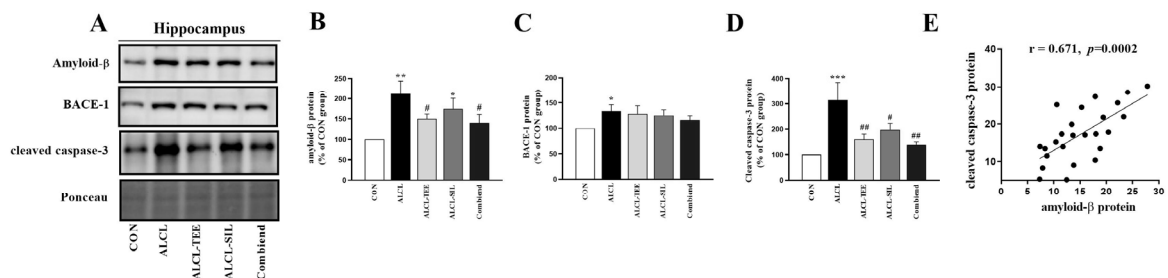 A
Hippocampus
Amyloid-β
BACE-1
cleaved caspase-3
Ponceau
CON
ALCL
ALCL-TEE
ALCL-SIL
Combiend
B
amyloid-β protein
(% of CON group)
250
200
150
100
50
0
**
#
*
#
CON
ALCL
ALCL-TEE
ALCL-SIL
Combiend
C
BACE-1 protein
(% of CON group)
200
150
100
50
0
*
CON
ALCL
ALCL-TEE
ALCL-SIL
Combiend
D
Cleaved caspase-3 protein
(% of CON group)
400
300
200
100
0
***
##
#
##
CON
ALCL
ALCL-TEE
ALCL-SIL
Combiend
E
r = 0.671, p=0.0002
cleaved caspase-3 protein
40
30
20
10
0
0
5
10
15
20
25
30
amyloid-β protein